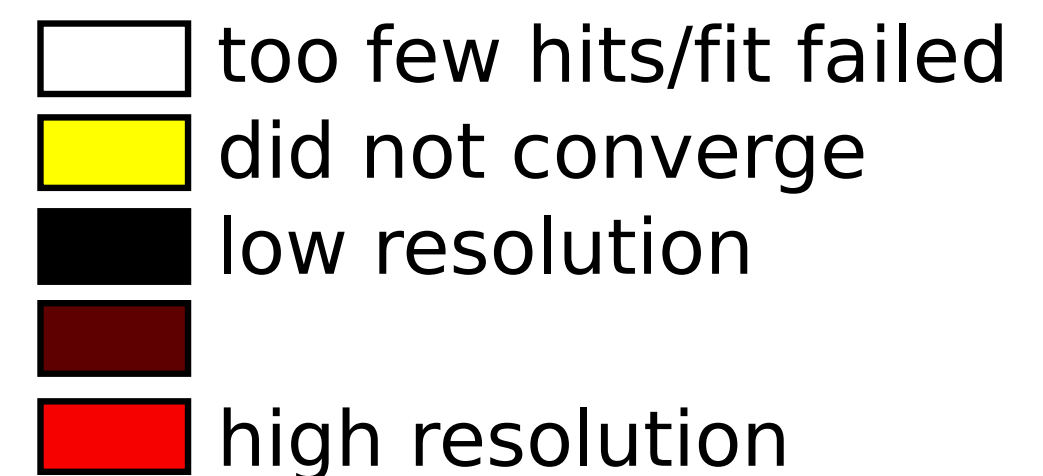 too few hits/fit failed
did not converge
low resolution
high resolution